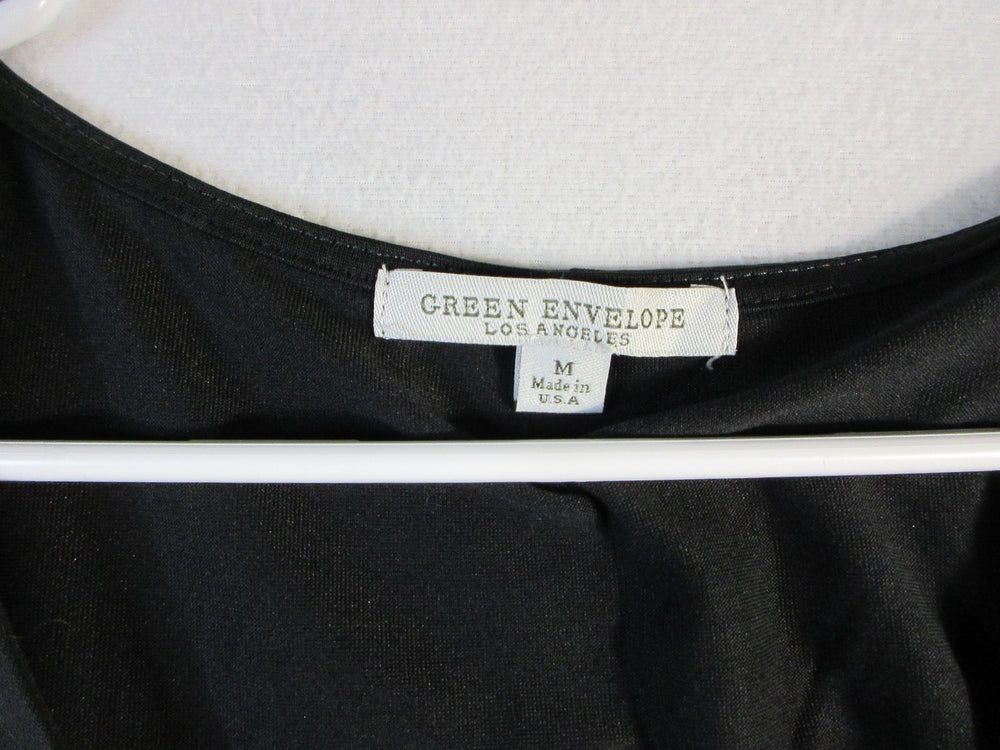 GREEN ENVELOPE
LOS ANGELES
M
Made in
U.S.A